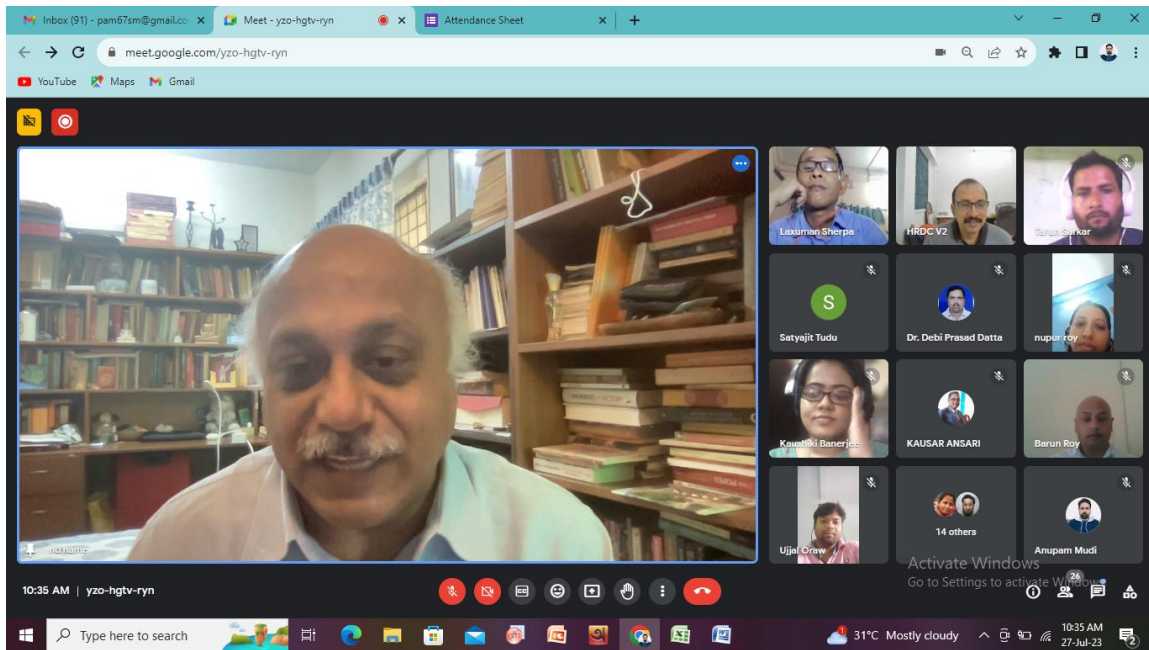 Inbox (91) - pam67sm@gmail.co
Meet - yzo-hgtv-ryn
Attendance Sheet
meet.google.com/yzo-hgtv-ryn
YouTube Maps Gmail
no name
Laxuman Sherpa
HRDC V2
Tarun Sarkar
S
Satyajit Tudu
Dr. Debi Prasad Datta
nupur roy
Kaushiki Banerjee
KAUSAR ANSARI
Barun Roy
Ujjal Oraw
14 others
Anupam Mudi
Activate Windows
Go to Settings to activate Windows
26
10:35 AM | yzo-hgtv-ryn
Type here to search
31°C Mostly cloudy
10:35 AM
27-Jul-23
2